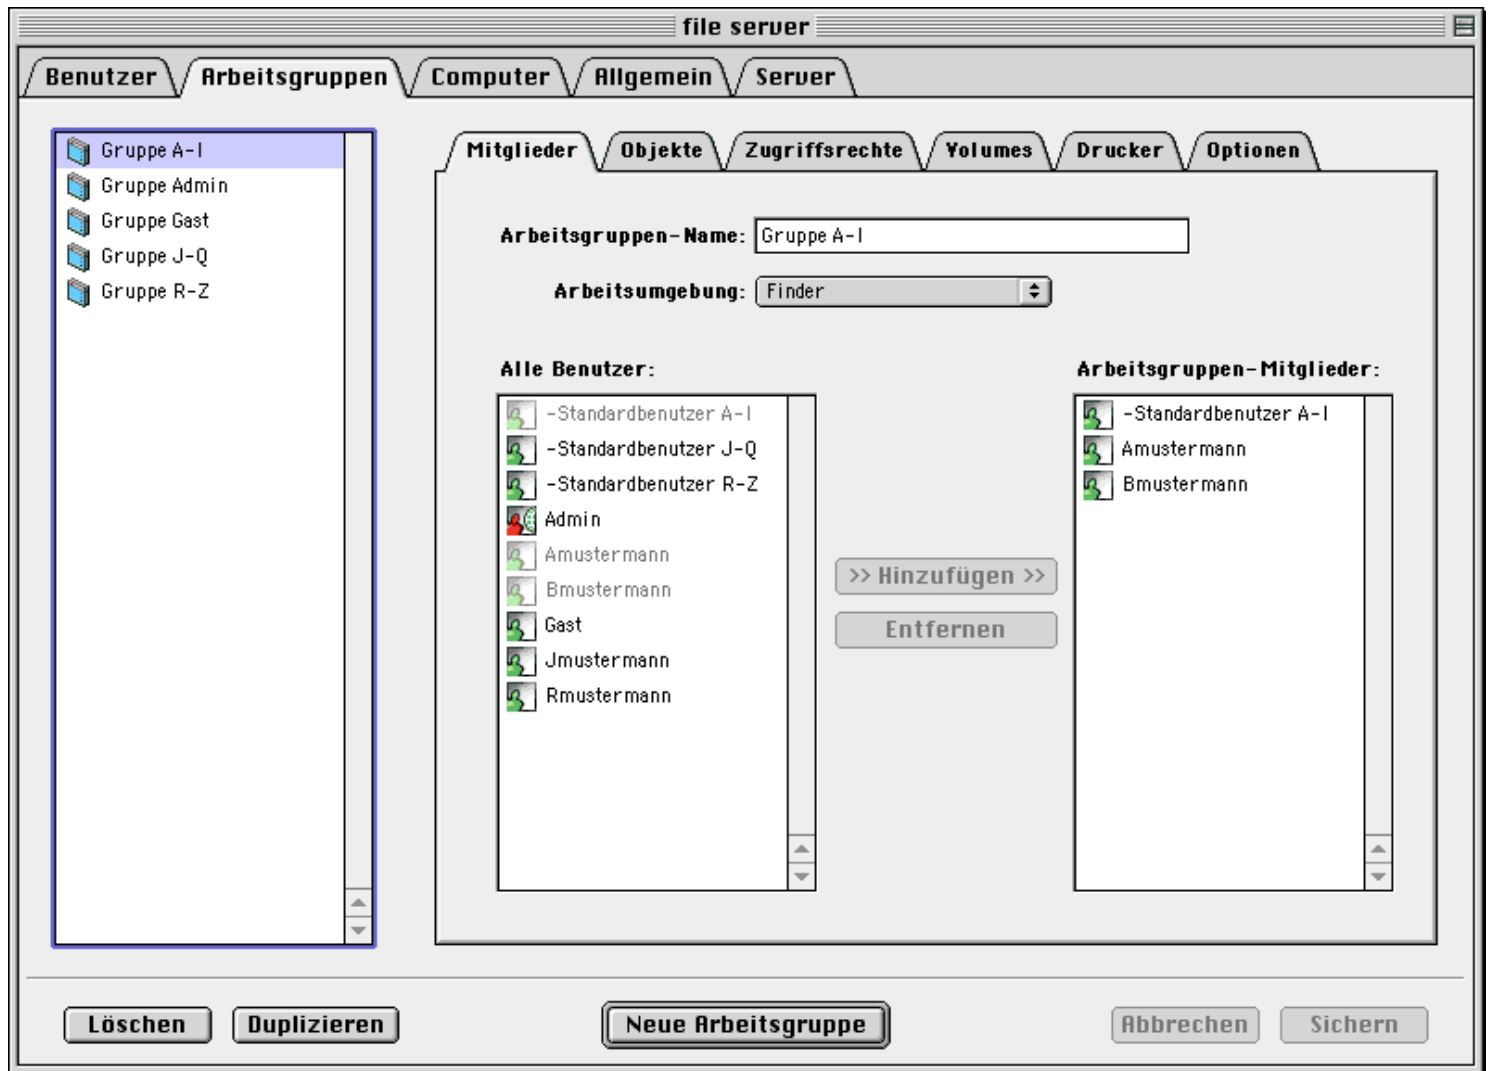 file server
Benutzer Arbeitsgruppen Computer Allgemein Server
Gruppe A-I
Gruppe Admin
Gruppe Gast
Gruppe J-Q
Gruppe R-Z
Mitglieder Objekte Zugriffsrechte Volumes Drucker Optionen
Arbeitsgruppen-Name: Gruppe A-I
Arbeitsumgebung: Finder
Alle Benutzer:
-Standardbenutzer A-I
-Standardbenutzer J-Q
-Standardbenutzer R-Z
Admin
Amustermann
Bmustermann
Gast
Jmustermann
Rmustermann
>> Hinzufügen >>
Entfernen
Arbeitsgruppen-Mitglieder:
-Standardbenutzer A-I
Amustermann
Bmustermann
Löschen Duplizieren Neue Arbeitsgruppe Abbrechen Sichern